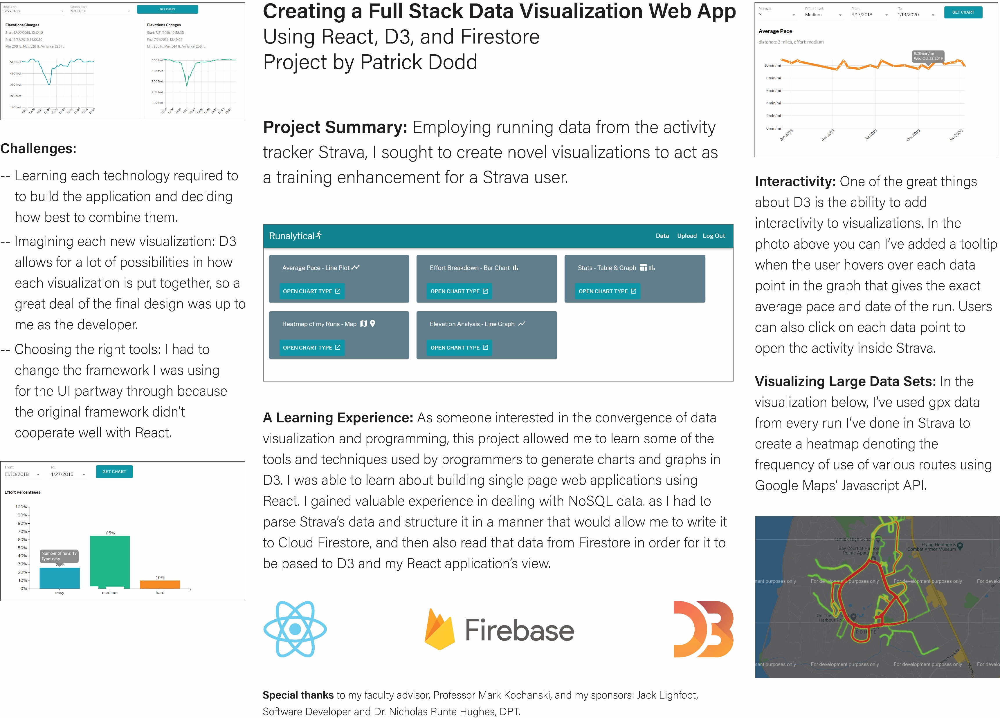 Select a run:
12/22/2019
Compare to run:
7/21/2019
GET CHART
Elevations Changes
Start: 12/22/2019, 13:12:10
End: 12/22/2019, 14:00:10
Min: 298 ft., Max: 528 ft., Variance: 229 ft.
500 feet
400 feet
300 feet
200 feet
100 feet
13:15 13:20 13:25 13:30 13:35 13:40 13:45 13:50 13:55 14:00
Elevations Changes
Start: 7/21/2019, 12:58:35
End: 7/21/2019, 13:49:05
Min: 255 ft., Max: 514 ft., Variance: 259 ft.
500 feet
400 feet
300 feet
200 feet
100 feet
13:00 13:05 13:10 13:15 13:20 13:25 13:30 13:35 13:40 13:45
Challenges:
-- Learning each technology required to
to build the application and deciding
how best to combine them.
-- Imagining each new visualization: D3
allows for a lot of possibilities in how
each visualization is put together, so a
great deal of the final design was up to
me as the developer.
-- Choosing the right tools: I had to
change the framework I was using
for the UI partway through because
the original framework didn't
cooperate well with React.
From:
11/13/2018
To:
4/27/2019
GET CHART
Effort Percentages
100%
90%
80%
70%
60%
50%
40%
30%
20%
10%
0%
Number of runs: 13
Type: easy
65%
10%
easy
medium
hard
Creating a Full Stack Data Visualization Web App
Using React, D3, and Firestore
Project by Patrick Dodd
Project Summary: Employing running data from the activity
tracker Strava, I sought to create novel visualizations to act as
a training enhancement for a Strava user.
Runalytical
Data Upload Log Out
Average Pace - Line Plot
OPEN CHART TYPE
Effort Breakdown - Bar Chart
OPEN CHART TYPE
Stats - Table & Graph
OPEN CHART TYPE
Heatmap of my Runs - Map
OPEN CHART TYPE
Elevation Analysis - Line Graph
OPEN CHART TYPE
A Learning Experience: As someone interested in the convergence of data
visualization and programming, this project allowed me to learn some of the
tools and techniques used by programmers to generate charts and graphs in
D3. I was able to learn about building single page web applications using
React. I gained valuable experience in dealing with NoSQL data. as I had to
parse Strava's data and structure it in a manner that would allow me to write it
to Cloud Firestore, and then also read that data from Firestore in order for it to
be pased to D3 and my React application's view.
Firebase
D3
Special thanks to my faculty advisor, Professor Mark Kochanski, and my sponsors: Jack Lighfoot,
Software Developer and Dr. Nicholas Runte Hughes, DPT.
Mileage:
3
Effort Level:
Medium
From:
9/17/2018
To:
1/19/2020
GET CHART
Average Pace
distance: 3 miles, effort: medium
9:28 min/mi
Wed Oct 23 2019
10min/mi
8min/mi
6min/mi
4min/mi
2min/mi
0min/mi
Jan 2019
Apr 2019
Jul 2019
Oct 2019
Jan 2020
Interactivity: One of the great things
about D3 is the ability to add
interactivity to visualizations. In the
photo above you can I've added a tooltip
when the user hovers over each data
point in the graph that gives the exact
average pace and date of the run. Users
can also click on each data point to
open the activity inside Strava.
Visualizing Large Data Sets: In the
visualization below, I've used gpx data
from every run I've done in Strava to
create a heatmap denoting the
frequency of use of various routes using
Google Maps' Javascript API.
Kamiak High School
Bay Court at Harbour
Pointe Apartments
Flying Heritage &
Combat Armor Museum
ment purposes only
For development purposes only
For development purposes only
For develo
On The
Harbour Po
POINTE
Beverly Park Rd
ment purposes only
For development purposes only
For development purposes only
For develo